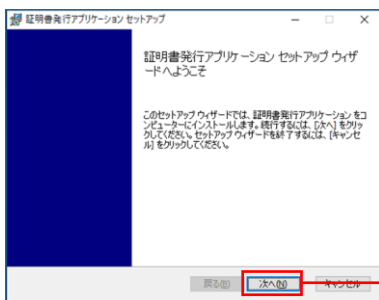 証明書発行アプリケーション セットアップ
証明書発行アプリケーション セットアップ ウィザ
ードへようこそ
このセットアップ ウィザードでは、証明書発行アプリケーション をコ
ンピューターにインストールします。続行するには、[次へ] をクリッ
クしてください。セットアップ ウィザードを終了するには、[キャンセ
ル] をクリックしてください。
戻る(B) 次へ(N) キャンセル